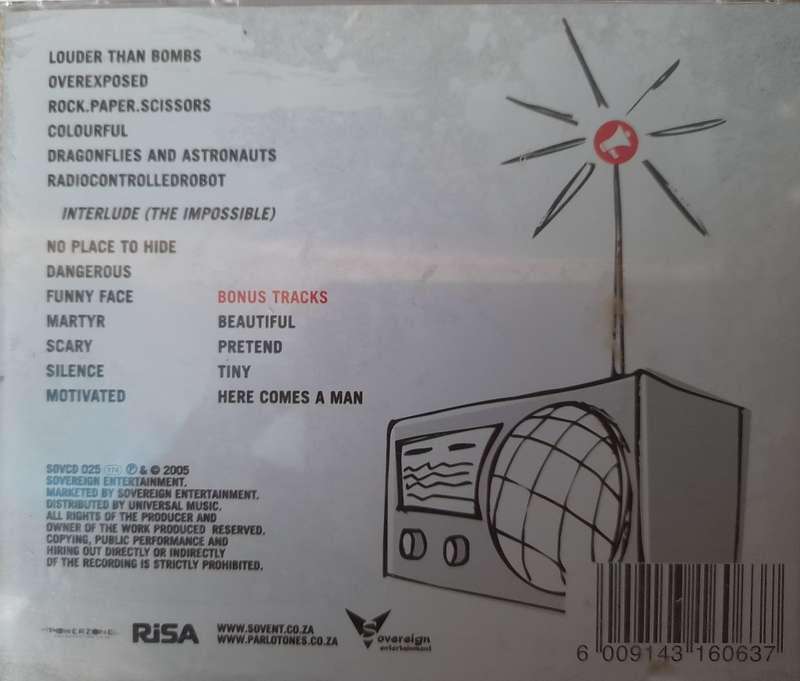 LOUDER THAN BOMBS
OVEREXPOSED
ROCK.PAPER.SCISSORS
COLOURFUL
DRAGONFLIES AND ASTRONAUTS
RADIOCONTROLLEDROBOT
INTERLUDE (THE IMPOSSIBLE)
NO PLACE TO HIDE
DANGEROUS
FUNNY FACE
MARTYR
SCARY
SILENCE
MOTIVATED
BONUS TRACKS
BEAUTIFUL
PRETEND
TINY
HERE COMES A MAN
SOVCD 025 ℗ & © 2005
SOVEREIGN ENTERTAINMENT.
MARKETED BY SOVEREIGN ENTERTAINMENT.
DISTRIBUTED BY UNIVERSAL MUSIC.
ALL RIGHTS OF THE PRODUCER AND
OWNER OF THE WORK PRODUCED RESERVED.
COPYING, PUBLIC PERFORMANCE AND
HIRING OUT DIRECTLY OR INDIRECTLY
OF THE RECORDING IS STRICTLY PROHIBITED.
POWERZONE
RiSA
WWW.SOVENT.CO.ZA
WWW.PARLOTONES.CO.ZA
Sovereign
entertainment
6 009143 160637